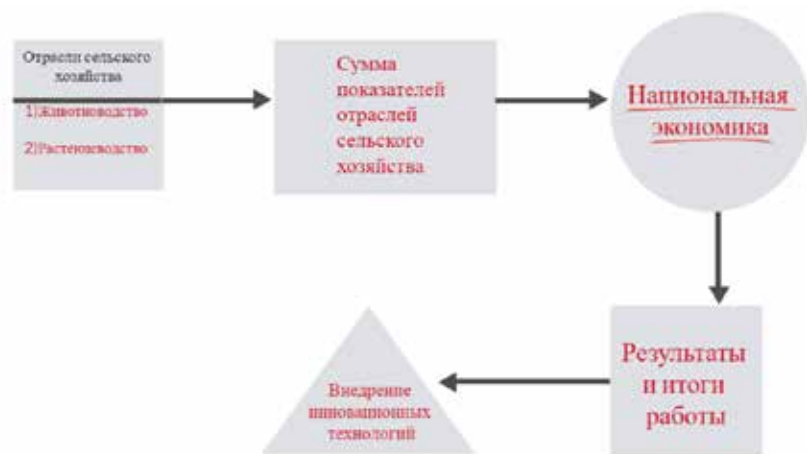 Отрасли сельского
хозяйства
1)Животноводство
2)Растениеводство
Сумма
показателей
отраслей
сельского
хозяйства
Национальная
экономика
Результаты
и итоги
работы
Внедрение
инновационных
технологий